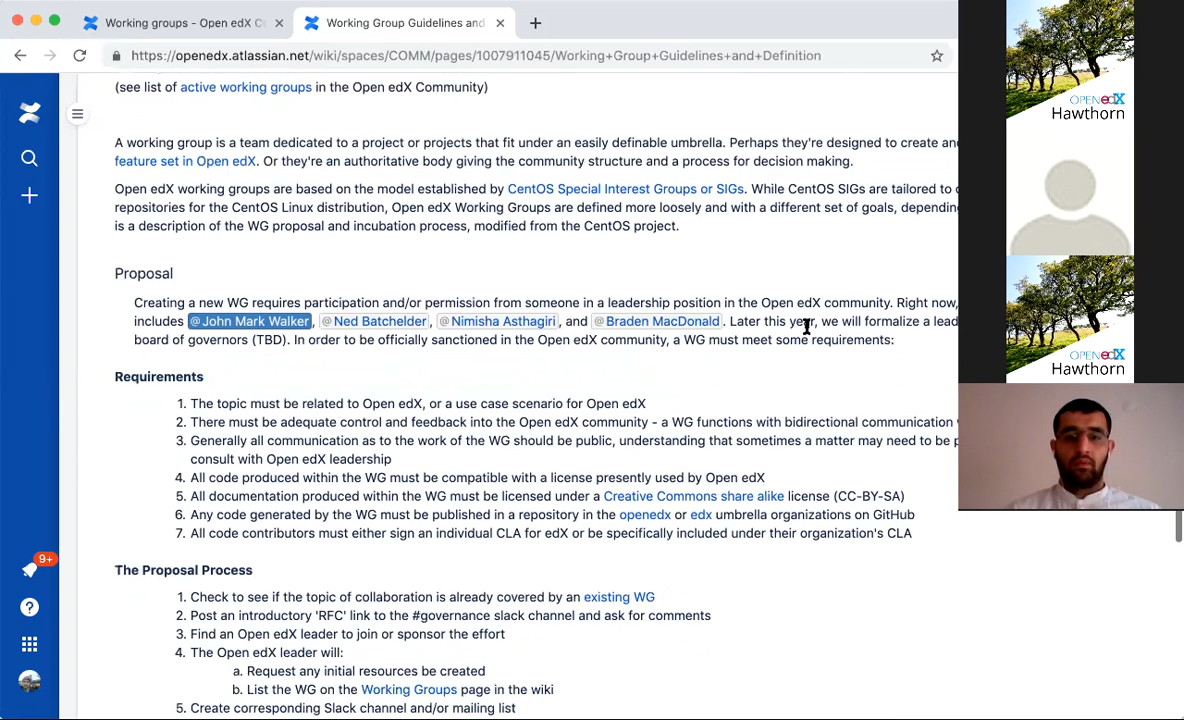 Working groups - Open edX C
Working Group Guidelines and
https://openedx.atlassian.net/wiki/spaces/COMM/pages/1007911045/Working+Group+Guidelines+and+Definition
(see list of active working groups in the Open edX Community)
A working group is a team dedicated to a project or projects that fit under an easily definable umbrella. Perhaps they're designed to create an
feature set in Open edX. Or they're an authoritative body giving the community structure and a process for decision making.
Open edX working groups are based on the model established by CentOS Special Interest Groups or SIGs. While CentOS SIGs are tailored to
repositories for the CentOS Linux distribution, Open edX Working Groups are defined more loosely and with a different set of goals, depending
is a description of the WG proposal and incubation process, modified from the CentOS project.
Proposal
Creating a new WG requires participation and/or permission from someone in a leadership position in the Open edX community. Right now,
includes @John Mark Walker, @Ned Batchelder, @Nimisha Asthagiri, and @Braden MacDonald. Later this year, we will formalize a lead
board of governors (TBD). In order to be officially sanctioned in the Open edX community, a WG must meet some requirements:
Requirements
1. The topic must be related to Open edX, or a use case scenario for Open edX
2. There must be adequate control and feedback into the Open edX community - a WG functions with bidirectional communication
3. Generally all communication as to the work of the WG should be public, understanding that sometimes a matter may need to be p
consult with Open edX leadership
4. All code produced within the WG must be compatible with a license presently used by Open edX
5. All documentation produced within the WG must be licensed under a Creative Commons share alike license (CC-BY-SA)
6. Any code generated by the WG must be published in a repository in the openedx or edx umbrella organizations on GitHub
7. All code contributors must either sign an individual CLA for edX or be specifically included under their organization's CLA
The Proposal Process
1. Check to see if the topic of collaboration is already covered by an existing WG
2. Post an introductory 'RFC' link to the #governance slack channel and ask for comments
3. Find an Open edX leader to join or sponsor the effort
4. The Open edX leader will:
a. Request any initial resources be created
b. List the WG on the Working Groups page in the wiki
5. Create corresponding Slack channel and/or mailing list
9+
OPENedX
Hawthorn
OPENedX
Hawthorn